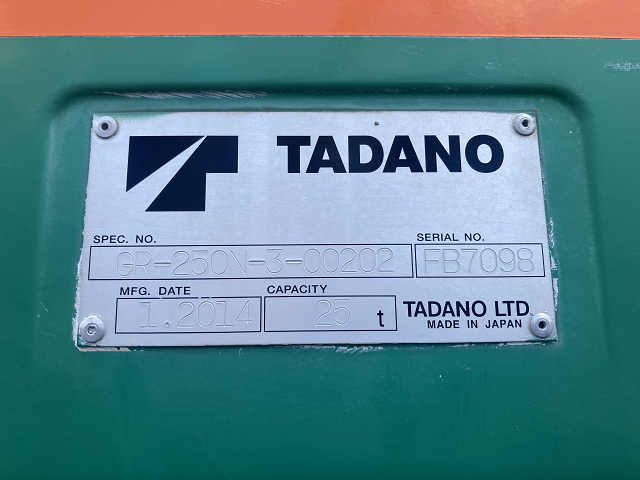 TADANO
SPEC. NO. SERIAL NO.
GR-250N-3-00202 FB7098
MFG. DATE CAPACITY
1.2014 25 t TADANO LTD.
MADE IN JAPAN